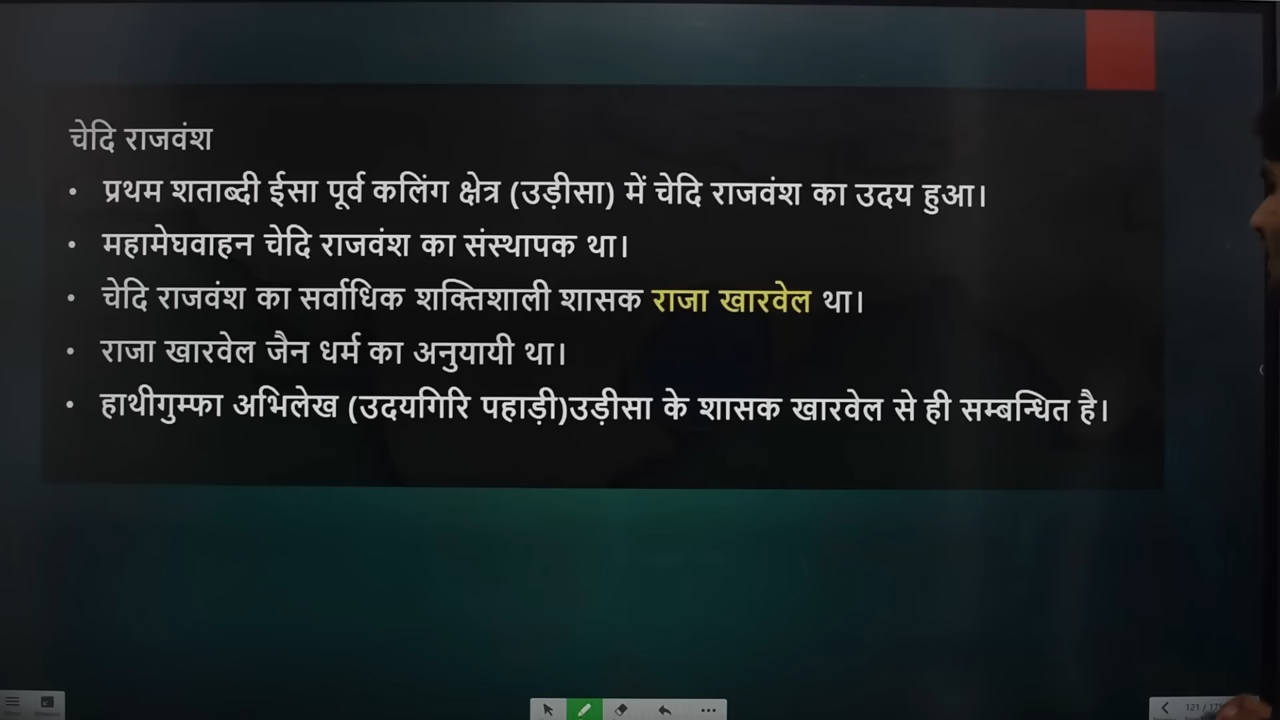 चेदि राजवंश
• प्रथम शताब्दी ईसा पूर्व कलिंग क्षेत्र (उड़ीसा) में चेदि राजवंश का उदय हुआ।
• महामेघवाहन चेदि राजवंश का संस्थापक था।
• चेदि राजवंश का सर्वाधिक शक्तिशाली शासक राजा खारवेल था।
• राजा खारवेल जैन धर्म का अनुयायी था।
• हाथीगुम्फा अभिलेख (उदयगिरि पहाड़ी)उड़ीसा के शासक खारवेल से ही सम्बन्धित है।
121 /